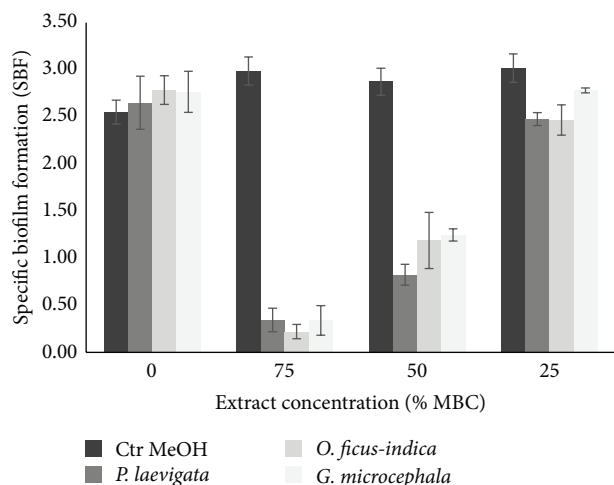 Specific biofilm formation (SBF)
3.50
3.00
2.50
2.00
1.50
1.00
0.50
0.00
0 75 50 25
Extract concentration (% MBC)
Ctr MeOH
P. laevigata
O. ficus-indica
G. microcephala